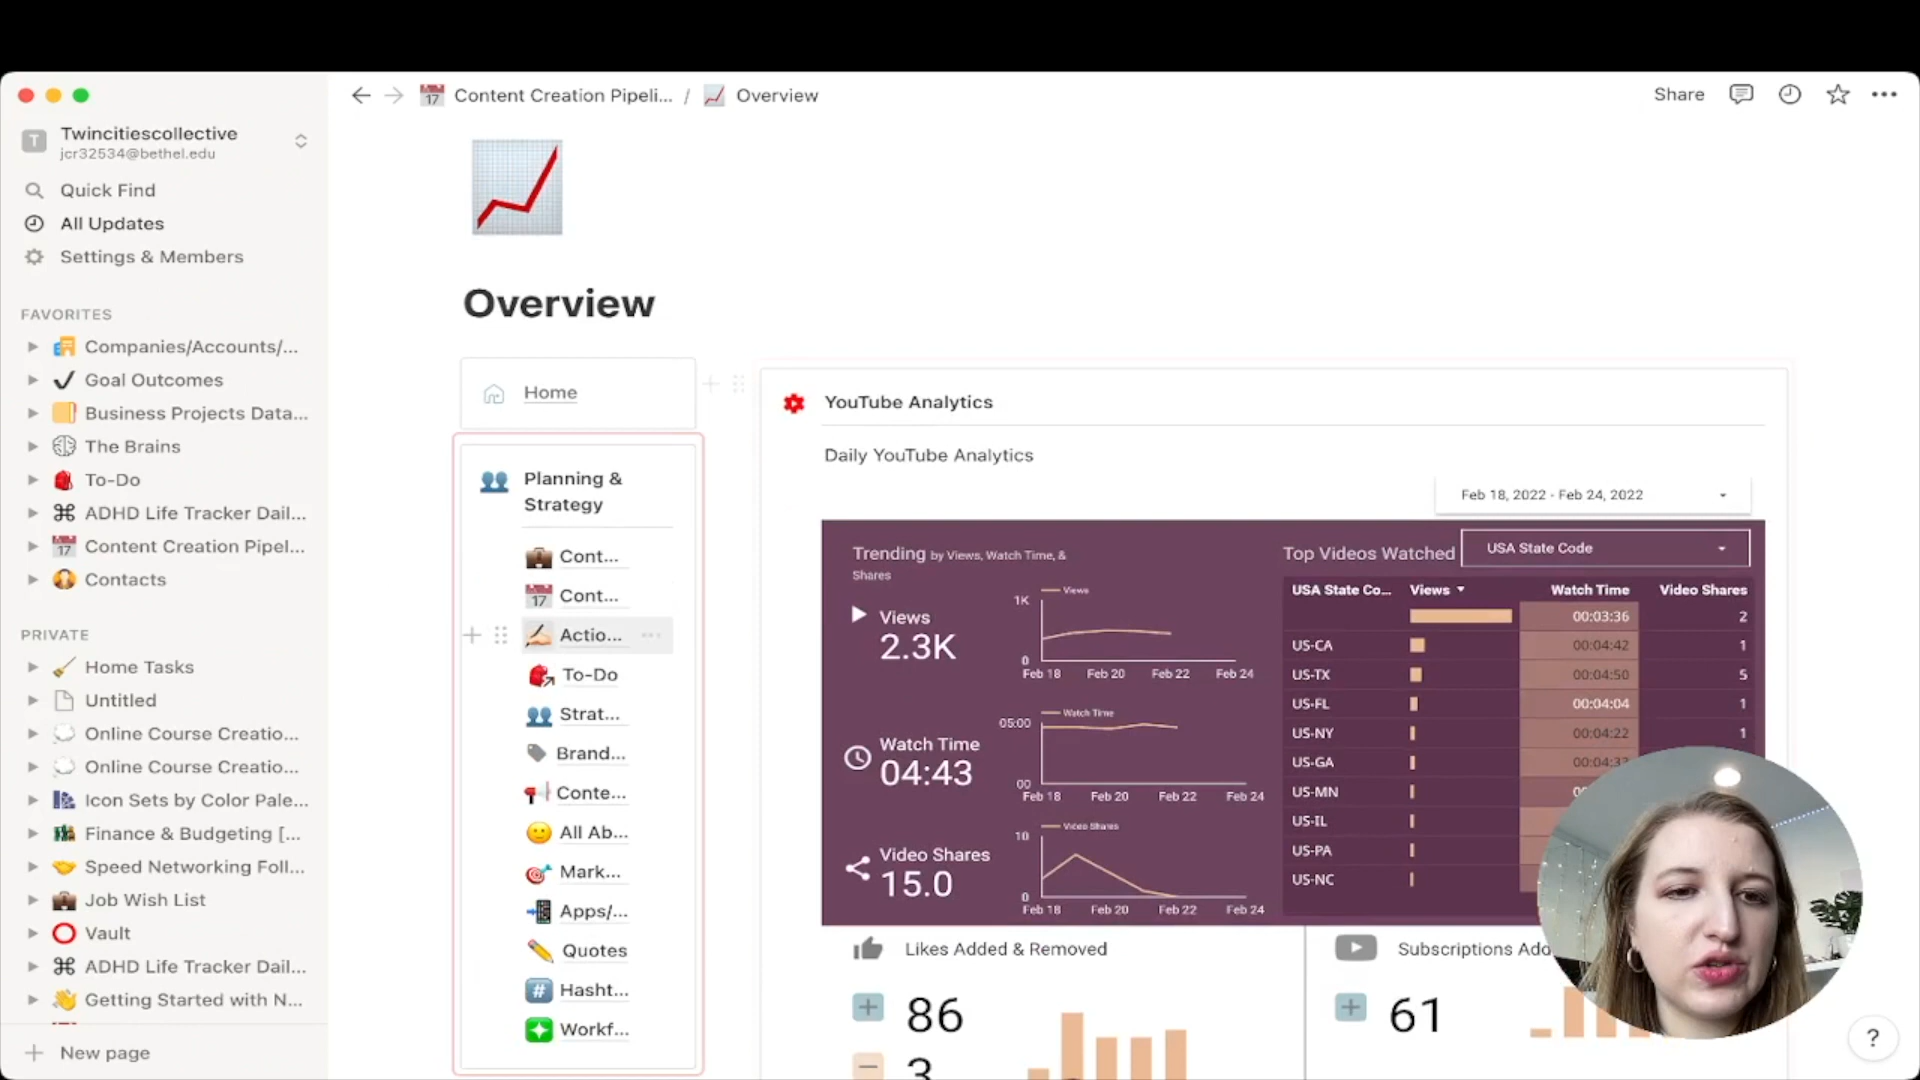 Content Creation Pipeli... / Overview
Share
T
Twincitiescollective
jcr32534@bethel.edu
Quick Find
All Updates
Settings & Members
FAVORITES
Companies/Accounts/...
Goal Outcomes
Business Projects Data...
The Brains
To-Do
ADHD Life Tracker Dail...
17 Content Creation Pipel...
Contacts
PRIVATE
Home Tasks
Untitled
Online Course Creatio...
Online Course Creatio...
Icon Sets by Color Pale...
Finance & Budgeting [...
Speed Networking Foll...
Job Wish List
Vault
ADHD Life Tracker Dail...
Getting Started with N...
New page
Overview
Home
Planning &
Strategy
Cont...
17 Cont...
Actio...
To-Do
Strat...
Brand...
Conte...
All Ab...
Mark...
Apps/...
Quotes
# Hasht...
Workf...
YouTube Analytics
Daily YouTube Analytics
Feb 18, 2022 - Feb 24, 2022
Trending by Views, Watch Time, &
Shares
Views
2.3K
Views
1K
0
Feb 18 Feb 20 Feb 22 Feb 24
Watch Time
04:43
Watch Time
05:00
00
Feb 18 Feb 20 Feb 22 Feb 24
Video Shares
15.0
Video Shares
10
0
Feb 18 Feb 20 Feb 22 Feb 24
Top Videos Watched
USA State Code
USA State Co... Views Watch Time Video Shares
00:03:36 2
US-CA 00:04:42 1
US-TX 00:04:50 5
US-FL 00:04:04 1
US-NY 00:04:22 1
US-GA
US-MN
US-IL
US-PA
US-NC
Likes Added & Removed
86
3
Subscriptions Ad
61
?